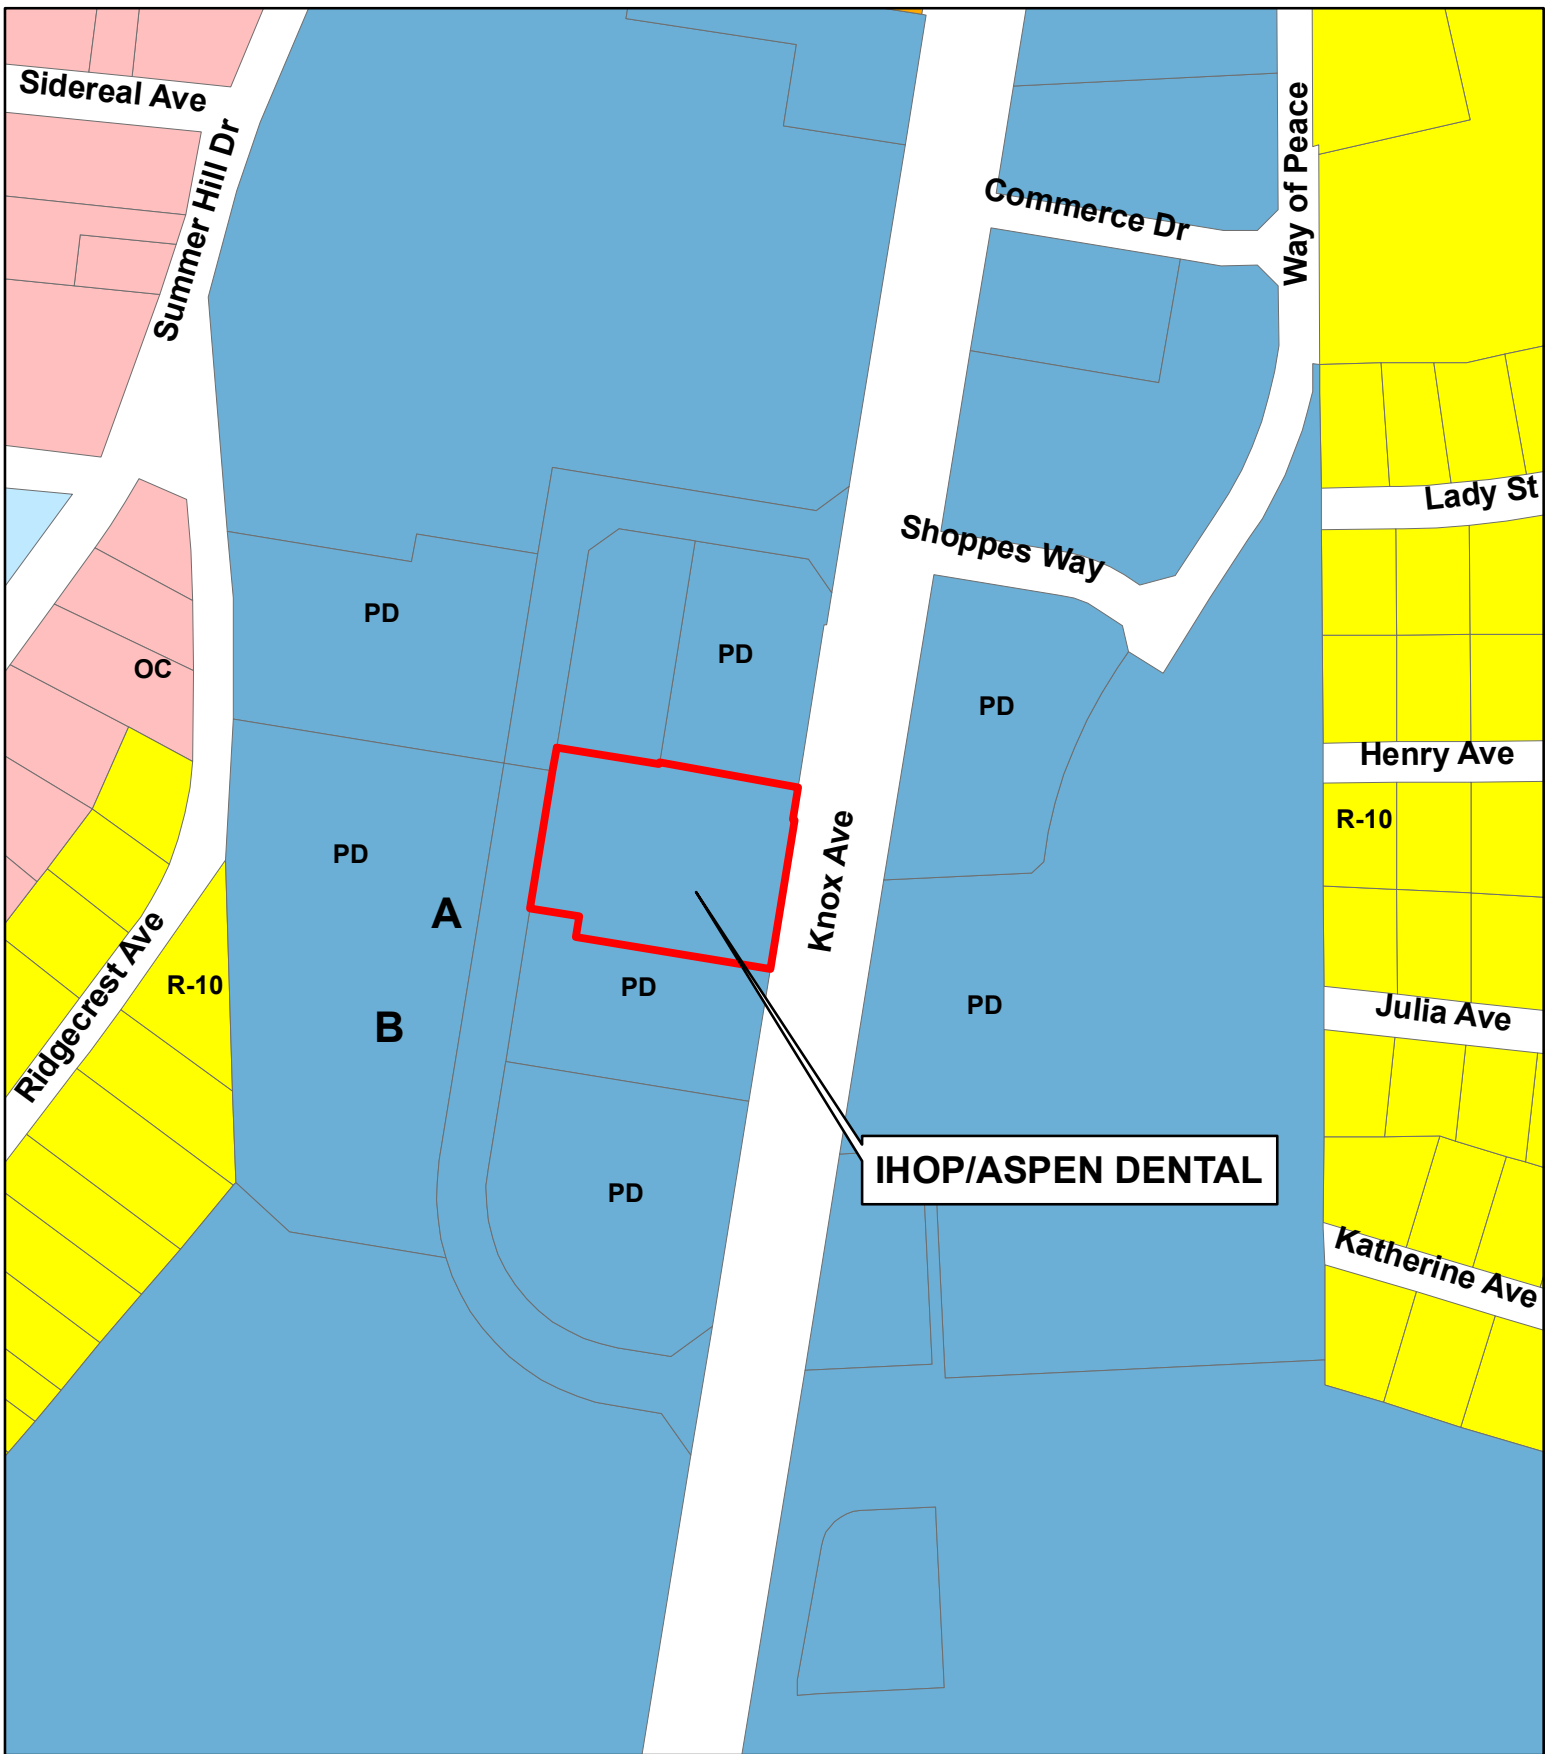 Sidereal Ave
Summer Hill Dr
Way of Peace
Commerce Dr
Lady St
Shoppes Way
PD
PD
OC
PD
Henry Ave
R-10
PD
Knox Ave
A
R-10
PD
PD
B
Ridgecrest Ave
Julia Ave
IHOP/ASPEN DENTAL
PD
Katherine Ave